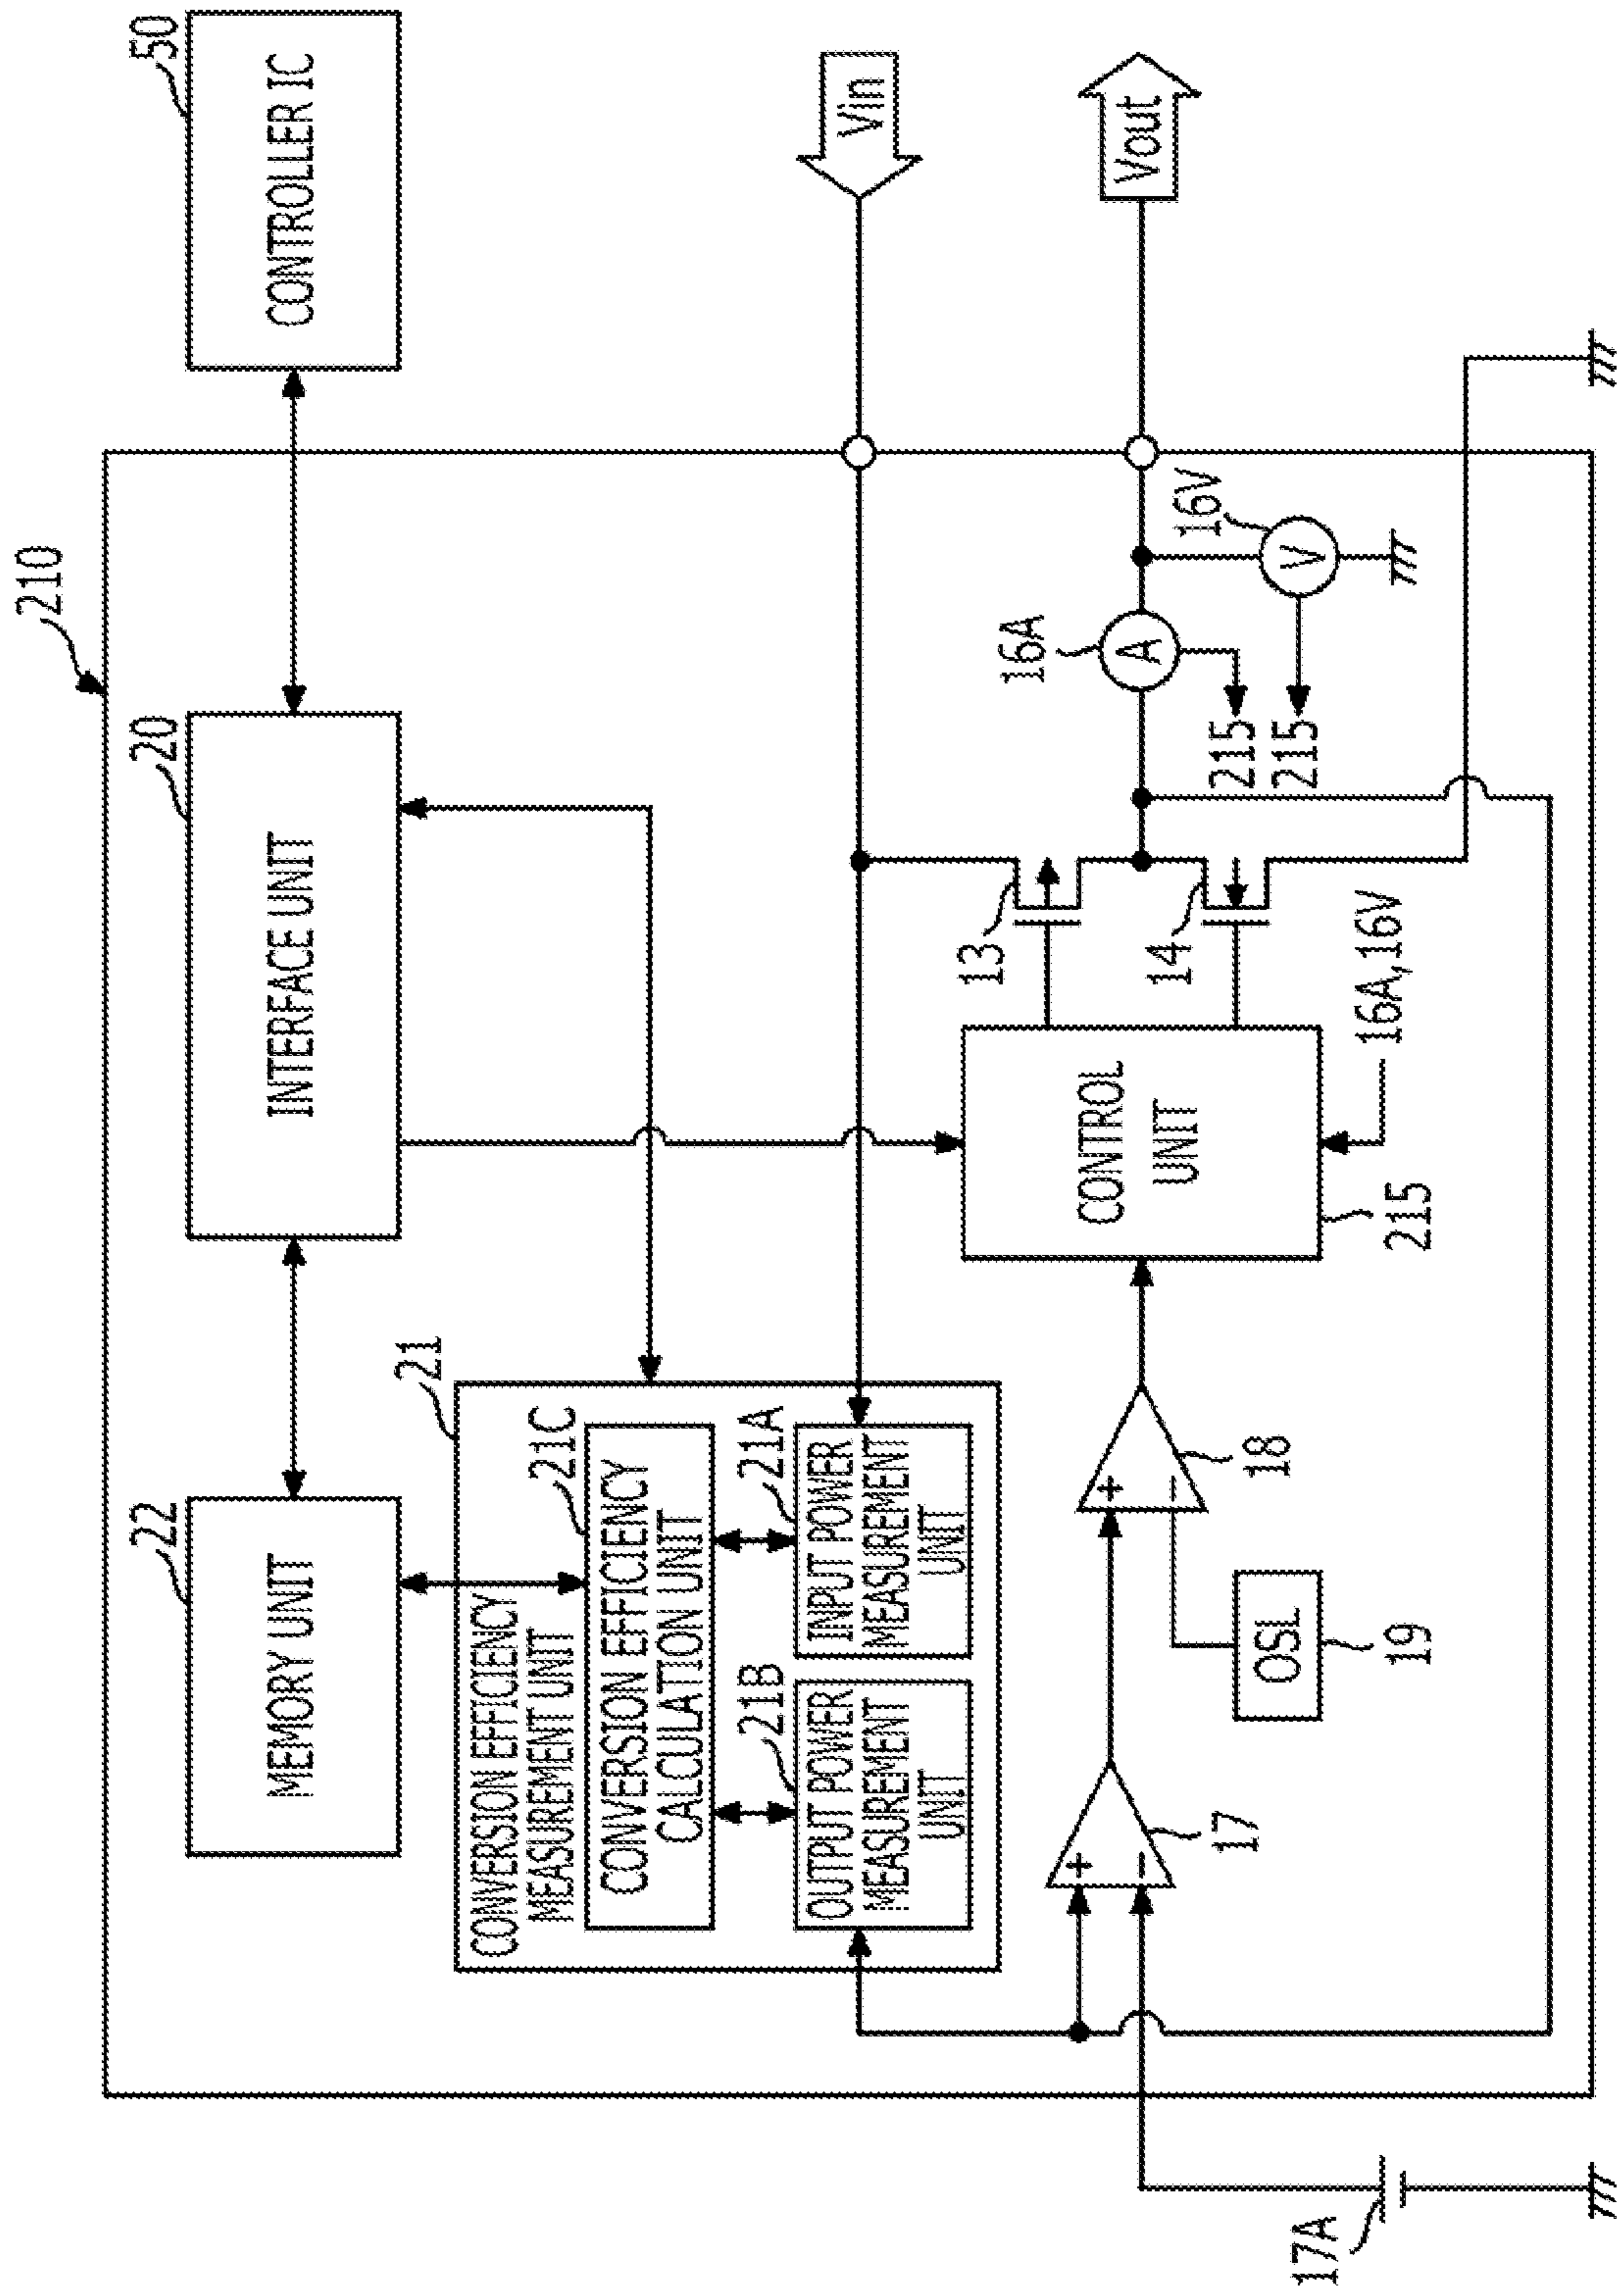 210
22
MEMORY UNIT
20
INTERFACE UNIT
50
CONTROLLER IC
21
CONVERSION EFFICIENCY
MEASUREMENT UNIT
21C
CONVERSION EFFICIENCY
CALCULATION UNIT
21B
OUTPUT POWER
MEASUREMENT
UNIT
21A
INPUT POWER
MEASUREMENT
UNIT
Vin
13
16A
A
Vout
17A
+
−
17
+
−
18
OSL
19
CONTROL
UNIT
215
14
16A,16V
215
215
16V
V